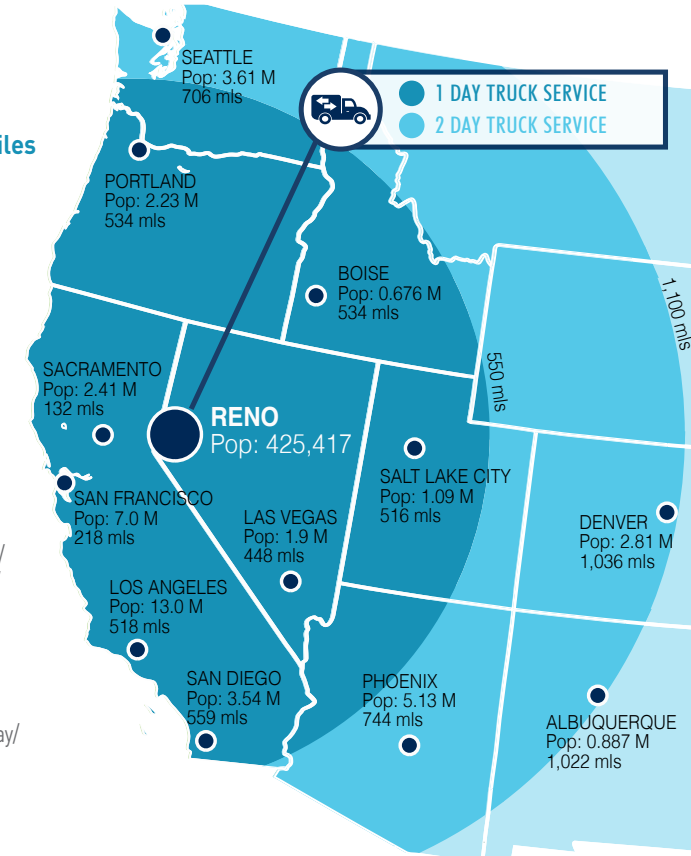 SEATTLE
Pop: 3.61 M
706 mls
1 DAY TRUCK SERVICE
2 DAY TRUCK SERVICE
iles
PORTLAND
Pop: 2.23 M
534 mls
BOISE
Pop: 0.676 M
534 mls
1,100 mls
550 mls
SACRAMENTO
Pop: 2.41 M
132 mls
RENO
Pop: 425,417
SALT LAKE CITY
Pop: 1.09 M
516 mls
SAN FRANCISCO
Pop: 7.0 M
218 mls
LAS VEGAS
Pop: 1.9 M
448 mls
DENVER
Pop: 2.81 M
1,036 mls
/
LOS ANGELES
Pop: 13.0 M
518 mls
SAN DIEGO
Pop: 3.54 M
559 mls
PHOENIX
Pop: 5.13 M
744 mls
ALBUQUERQUE
Pop: 0.887 M
1,022 mls
ay/